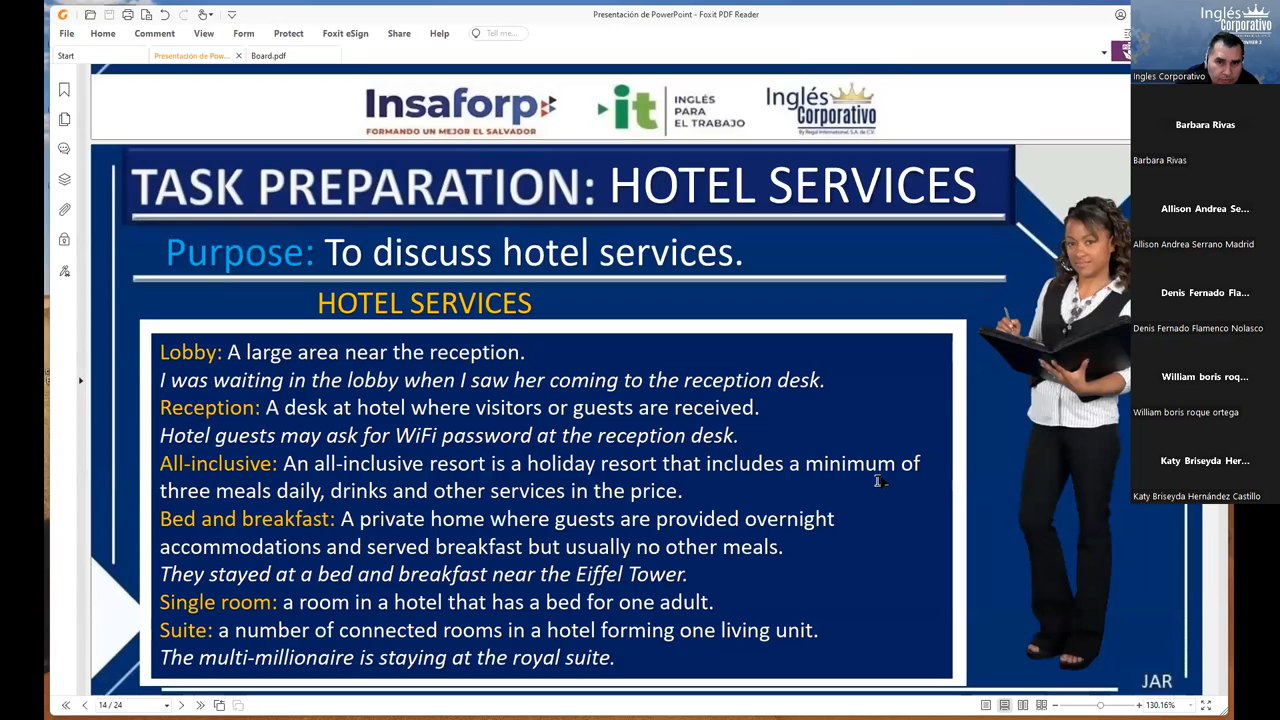 Presentación de PowerPoint - Foxit PDF Reader
File Home Comment View Form Protect Foxit eSign Share Help Tell me...
Start Presentación de Pow... Board.pdf
Insaforp
FORMANDO UN MEJOR EL SALVADOR
it
INGLÉS
PARA
EL TRABAJO
Inglés
Corporativo
By Regal International, S.A. de C.V.
TASK PREPARATION: HOTEL SERVICES
Purpose: To discuss hotel services.
HOTEL SERVICES
Lobby: A large area near the reception.
I was waiting in the lobby when I saw her coming to the reception desk.
Reception: A desk at hotel where visitors or guests are received.
Hotel guests may ask for WiFi password at the reception desk.
All-inclusive: An all-inclusive resort is a holiday resort that includes a minimum of
three meals daily, drinks and other services in the price.
Bed and breakfast: A private home where guests are provided overnight
accommodations and served breakfast but usually no other meals.
They stayed at a bed and breakfast near the Eiffel Tower.
Single room: a room in a hotel that has a bed for one adult.
Suite: a number of connected rooms in a hotel forming one living unit.
The multi-millionaire is staying at the royal suite.
JAR
14 / 24
130.16%
Inglés
Corporativo
Ingles Corporativo
Barbara Rivas
Barbara Rivas
Allison Andrea Se...
Allison Andrea Serrano Madrid
Denis Fernado Fla...
Denis Fernado Flamenco Nolasco
William boris roq...
William boris roque ortega
Katy Briseyda Her...
Katy Briseyda Hernández Castillo